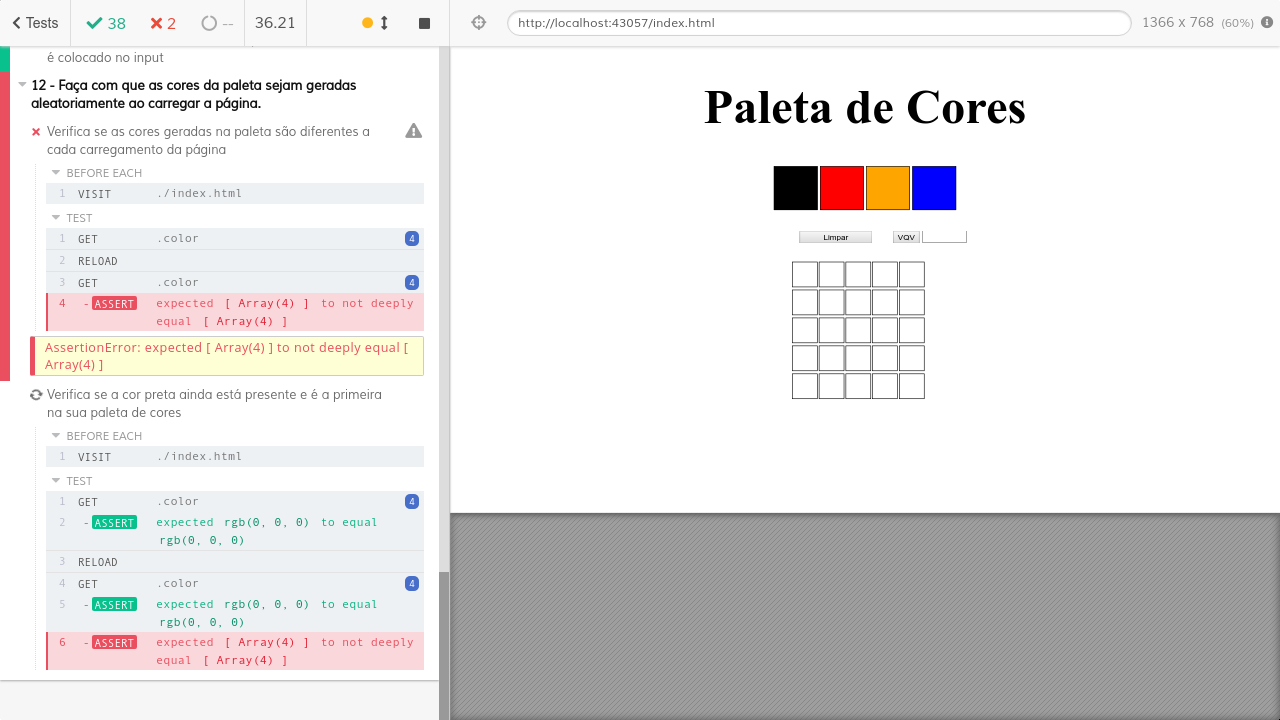 Tests 38 2 -- 36.21 http://localhost:43057/index.html 1366 x 768 (60%)
é colocado no input
12 - Faça com que as cores da paleta sejam geradas
aleatoriamente ao carregar a página.
Verifica se as cores geradas na paleta são diferentes a
cada carregamento da página
BEFORE EACH
1 VISIT ./index.html
TEST
1 GET .color 4
2 RELOAD
3 GET .color 4
4 -ASSERT expected [ Array(4) ] to not deeply
equal [ Array(4) ]
AssertionError: expected [ Array(4) ] to not deeply equal [
Array(4) ]
Verifica se a cor preta ainda está presente e é a primeira
na sua paleta de cores
BEFORE EACH
1 VISIT ./index.html
TEST
1 GET .color 4
2 -ASSERT expected rgb(0, 0, 0) to equal
rgb(0, 0, 0)
3 RELOAD
4 GET .color 4
5 -ASSERT expected rgb(0, 0, 0) to equal
rgb(0, 0, 0)
6 -ASSERT expected [ Array(4) ] to not deeply
equal [ Array(4) ]
Paleta de Cores
Limpar VQV